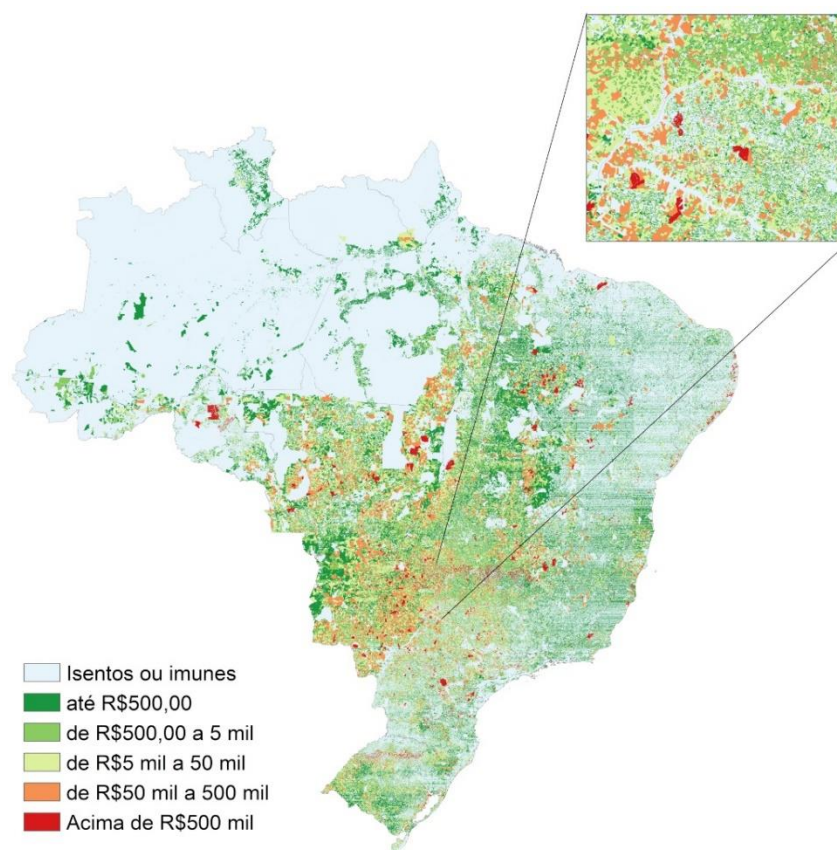 Isentos ou imunes
até R$500,00
de R$500,00 a 5 mil
de R$5 mil a 50 mil
de R$50 mil a 500 mil
Acima de R$500 mil